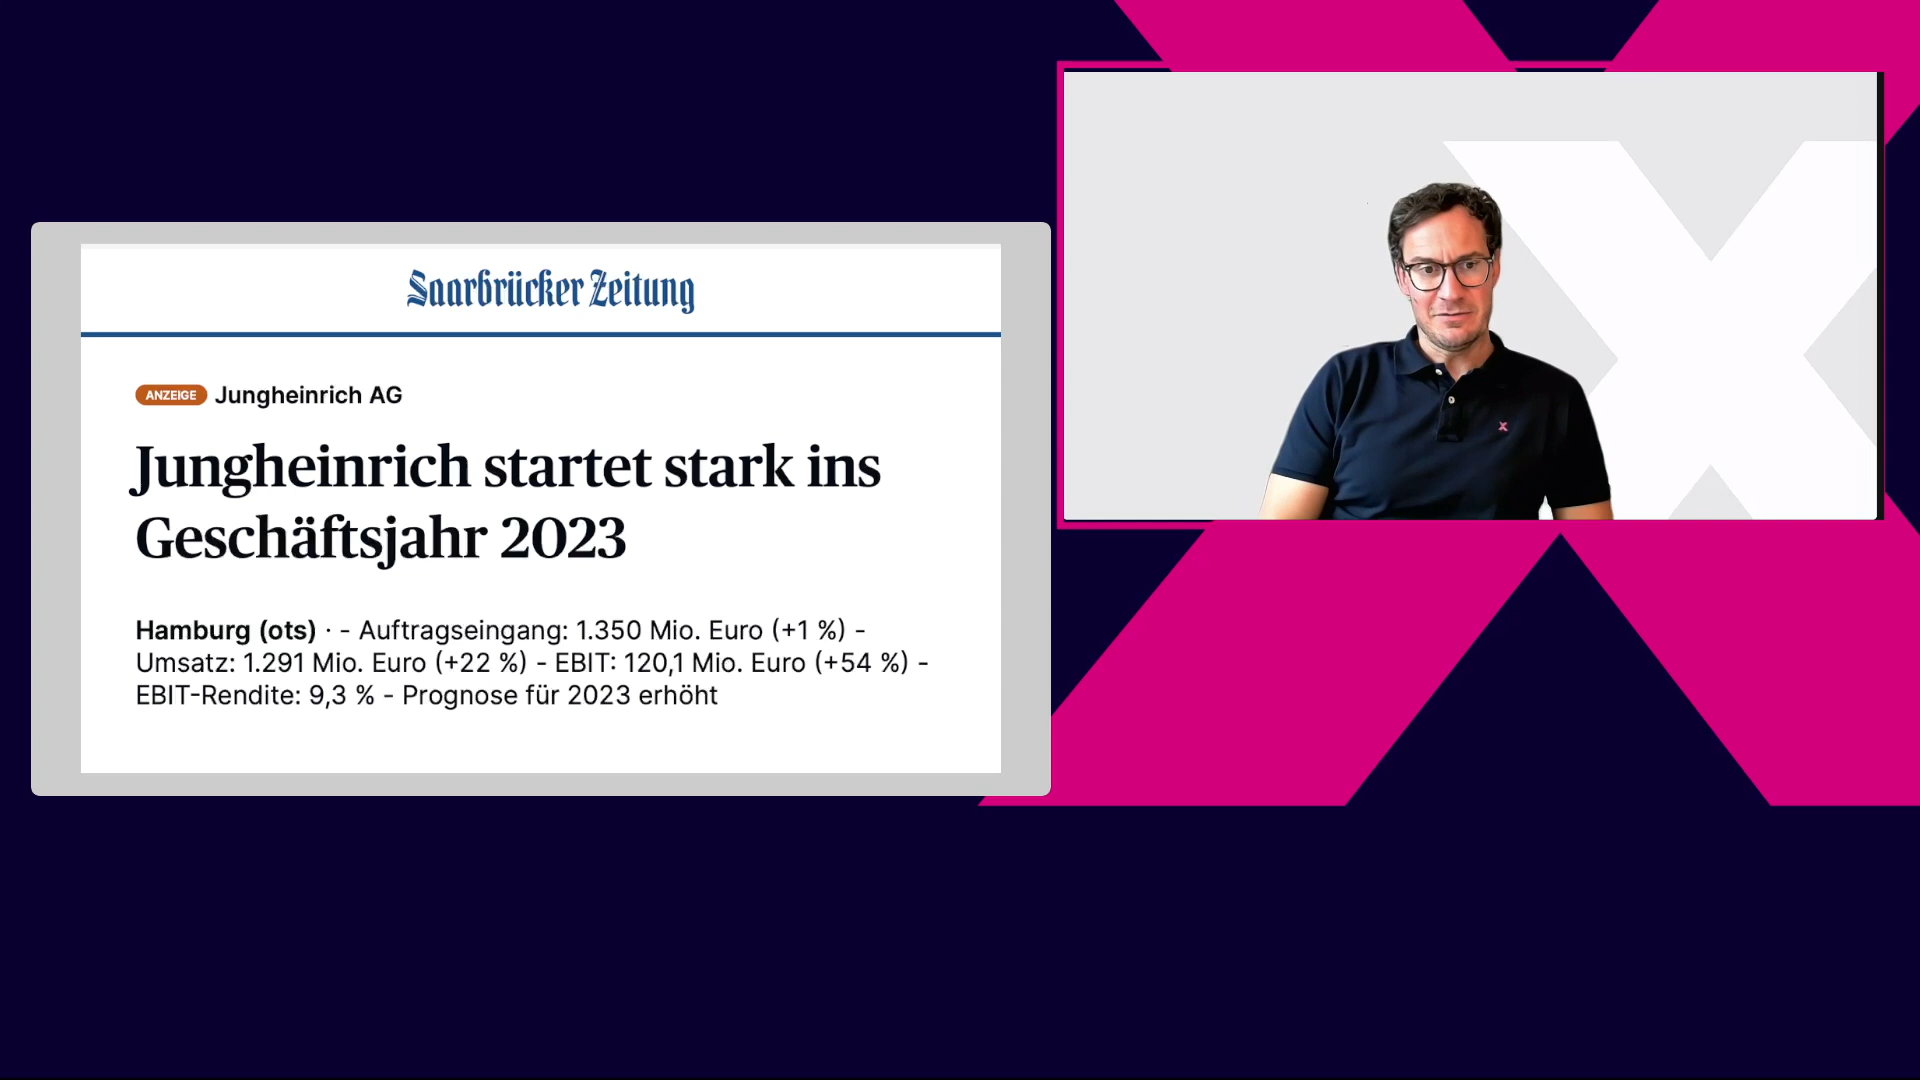 Saarbrücker Zeitung
ANZEIGE Jungheinrich AG
Jungheinrich startet stark ins
Geschäftsjahr 2023
Hamburg (ots) · - Auftragseingang: 1.350 Mio. Euro (+1 %) -
Umsatz: 1.291 Mio. Euro (+22 %) - EBIT: 120,1 Mio. Euro (+54 %) -
EBIT-Rendite: 9,3 % - Prognose für 2023 erhöht